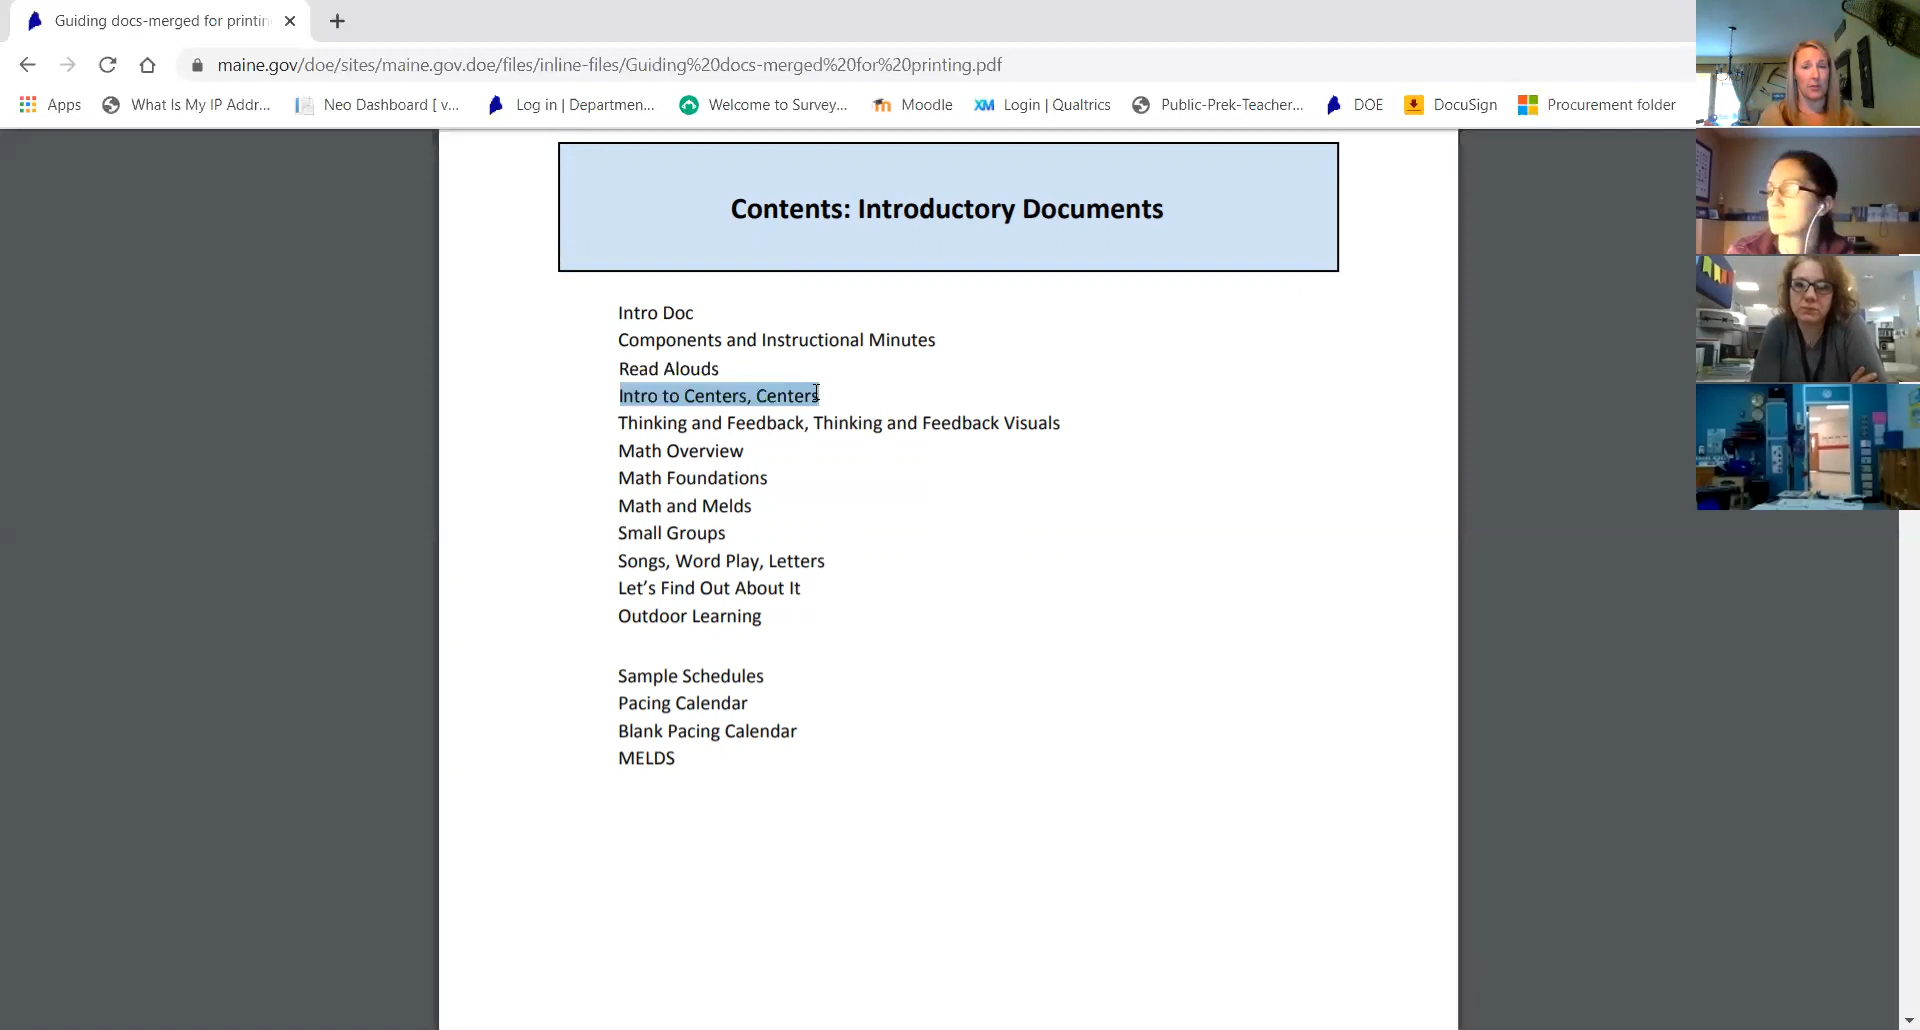 Guiding docs-merged for printin
maine.gov/doe/sites/maine.gov.doe/files/inline-files/Guiding%20docs-merged%20for%20printing.pdf
Apps What Is My IP Addr... Neo Dashboard [ v... Log in | Departmen... Welcome to Survey... Moodle XM Login | Qualtrics Public-Prek-Teacher... DOE DocuSign Procurement folder
Contents: Introductory Documents
Intro Doc
Components and Instructional Minutes
Read Alouds
Intro to Centers, Centers
Thinking and Feedback, Thinking and Feedback Visuals
Math Overview
Math Foundations
Math and Melds
Small Groups
Songs, Word Play, Letters
Let’s Find Out About It
Outdoor Learning
Sample Schedules
Pacing Calendar
Blank Pacing Calendar
MELDS